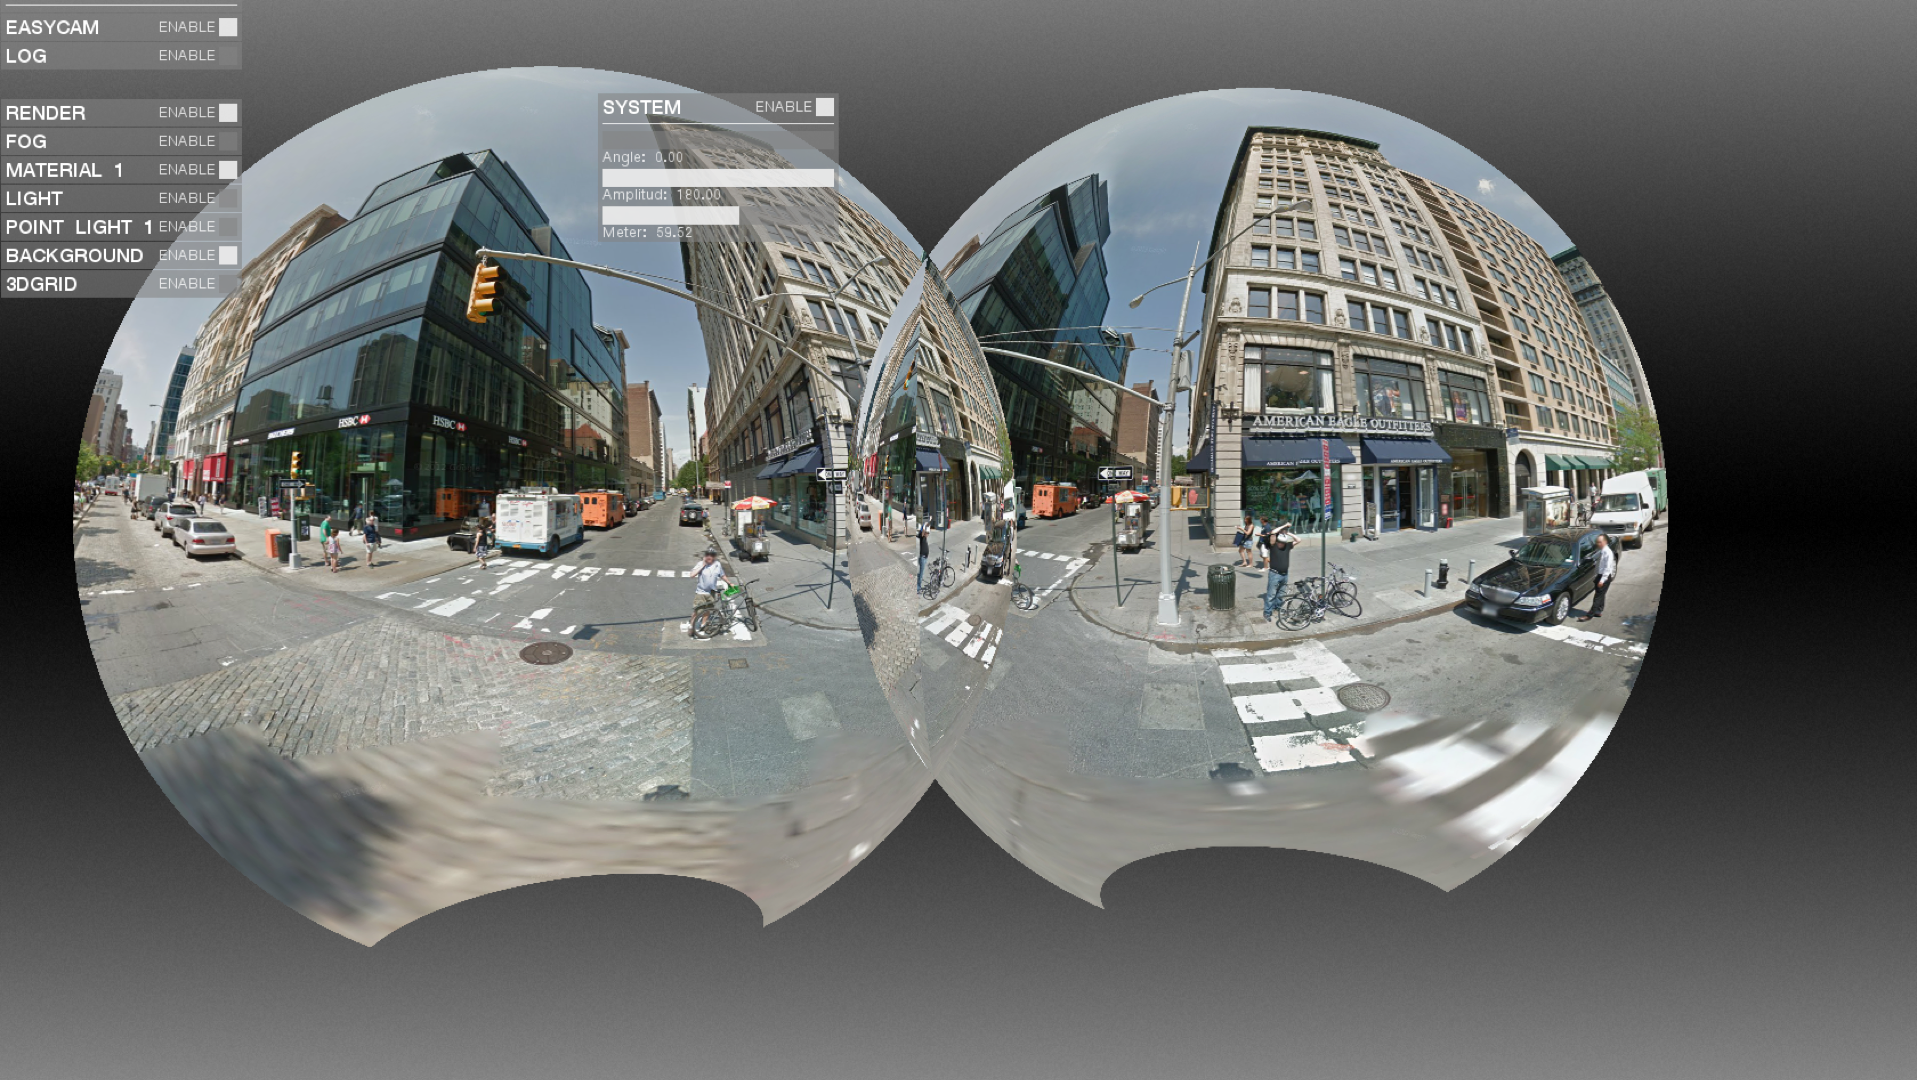 EASYCAM ENABLE
LOG ENABLE
RENDER ENABLE
FOG ENABLE
MATERIAL 1 ENABLE
LIGHT ENABLE
POINT LIGHT 1 ENABLE
BACKGROUND ENABLE
3DGRID ENABLE
SYSTEM ENABLE
Angle: 0.00
Amplitud: 180.00
Meter: 59.52
HSBC
HSBC
HSBC
AMERICAN EAGLE OUTFITTERS